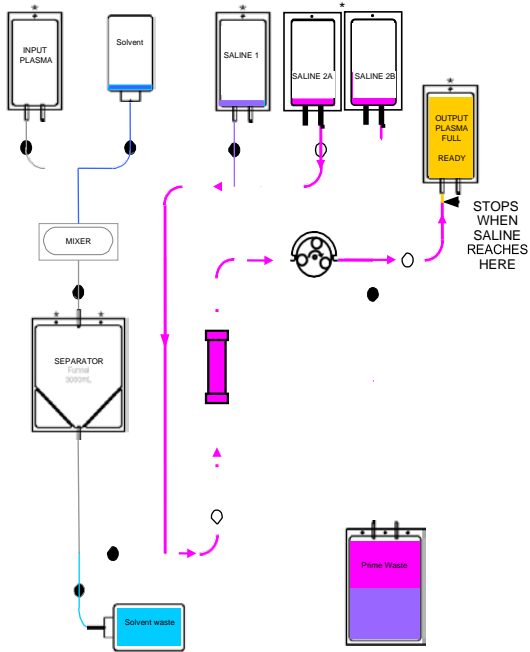 *
*
*
*
INPUT
PLASMA
Solvent
SALINE 1
SALINE 2A
SALINE 2B
*
OUTPUT
PLASMA
FULL
READY
STOPS
WHEN
SALINE
REACHES
HERE
MIXER
*
*
SEPARATOR
Funnel
3000mL
Prime Waste
Solvent waste